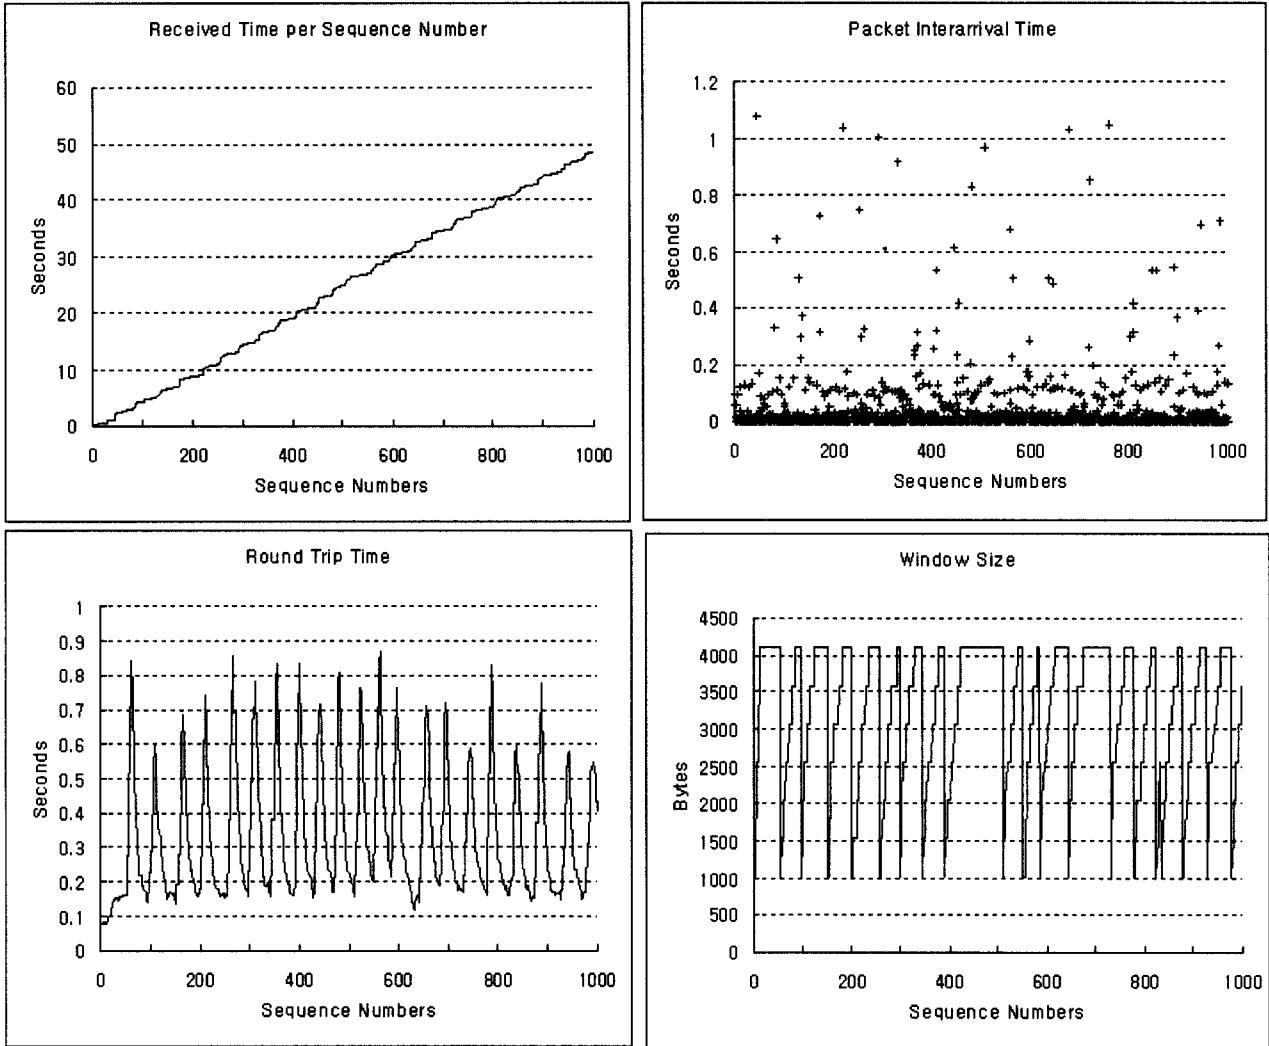 Received Time per Sequence Number
60
50
40
30
20
10
0
Seconds
0 200 400 600 800 1000
Sequence Numbers
Packet Interarrival Time
1.2
1
0.8
0.6
0.4
0.2
0
Seconds
0 200 400 600 800 1000
Sequence Numbers
Round Trip Time
1
0.9
0.8
0.7
0.6
0.5
0.4
0.3
0.2
0.1
0
Seconds
0 200 400 600 800 1000
Sequence Numbers
Window Size
4500
4000
3500
3000
2500
2000
1500
1000
500
0
Bytes
0 200 400 600 800 1000
Sequence Numbers